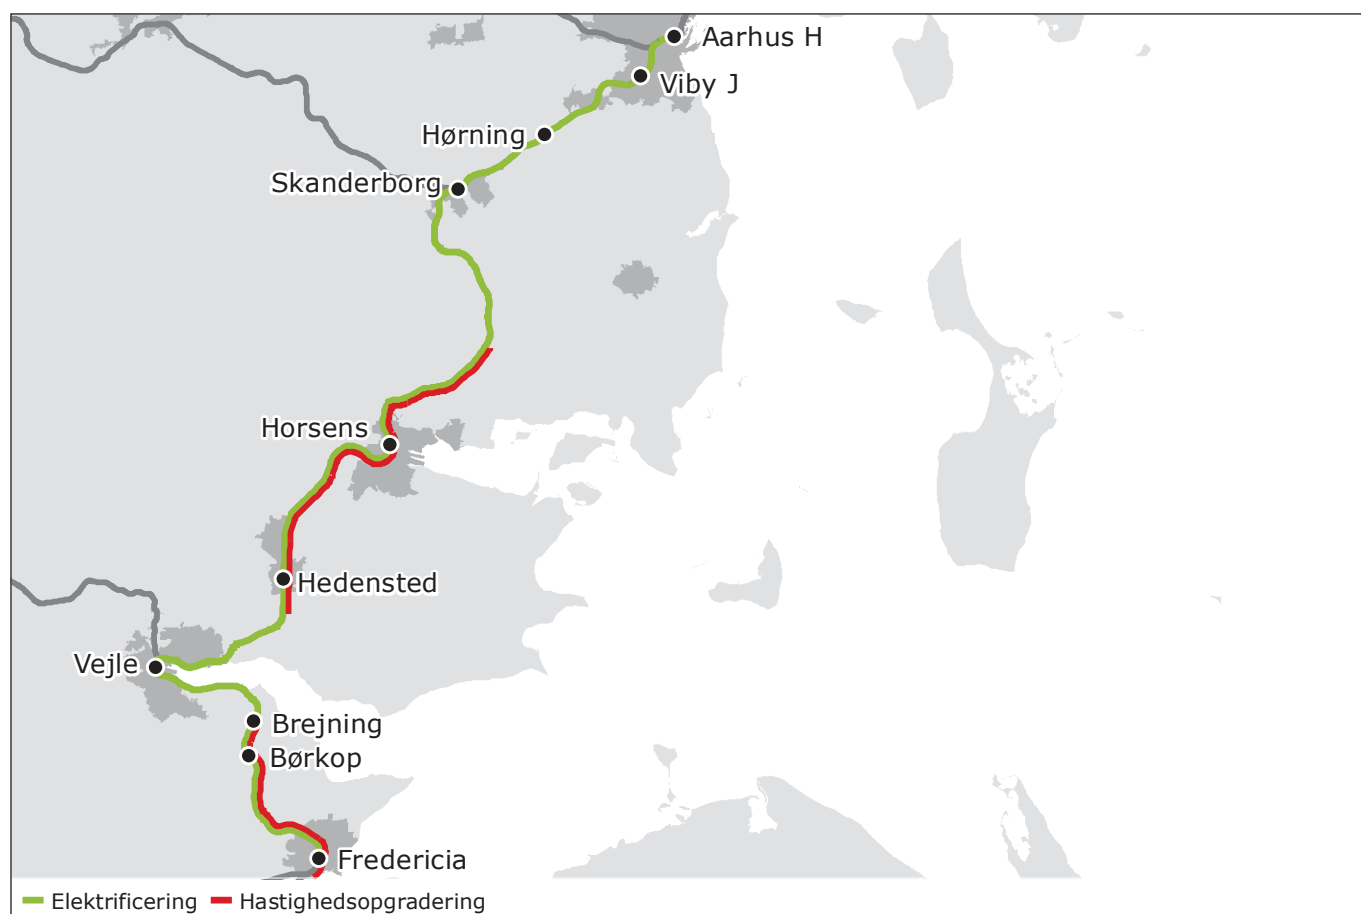 Aarhus H
Viby J
Hørning
Skanderborg
Horsens
Hedensted
Vejle
Brejning
Børkop
Fredericia
Elektrificering
Hastighedsopgradering